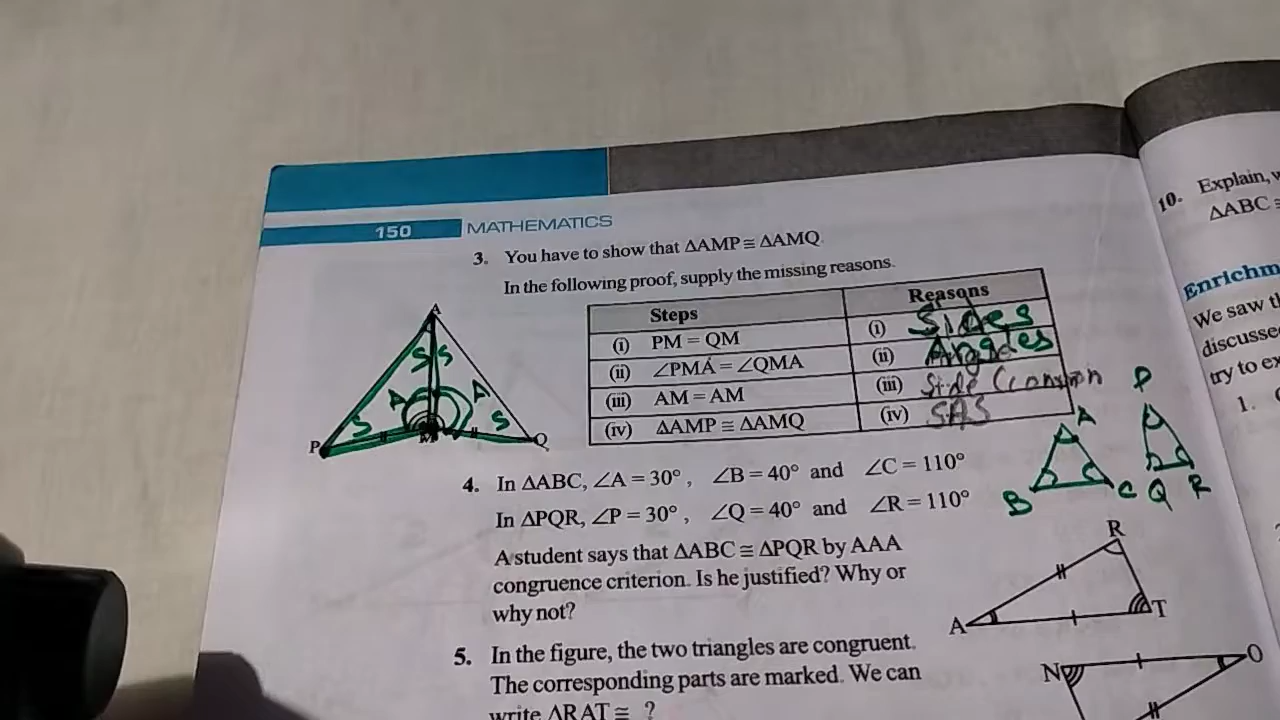 150 MATHEMATICS
3. You have to show that ΔAMP ≅ ΔAMQ.
In the following proof, supply the missing reasons.
Steps Reasons
(i) PM = QM (i) Sides
(ii) ∠PMA = ∠QMA (ii) Angles
(iii) AM = AM (iii) Side Common
(iv) ΔAMP ≅ ΔAMQ (iv) SAS
A
S S
A A
S S
P M Q
4. In ΔABC, ∠A = 30°, ∠B = 40° and ∠C = 110°
In ΔPQR, ∠P = 30°, ∠Q = 40° and ∠R = 110°
A student says that ΔABC ≅ ΔPQR by AAA
congruence criterion. Is he justified? Why or
why not?
A P
B C Q R
5. In the figure, the two triangles are congruent.
The corresponding parts are marked. We can
write ΔRAT ≅ ?
R
A T
N O
10. Explain,
ΔABC ≅
Enrichm
We saw
discusse
try to ex
1.